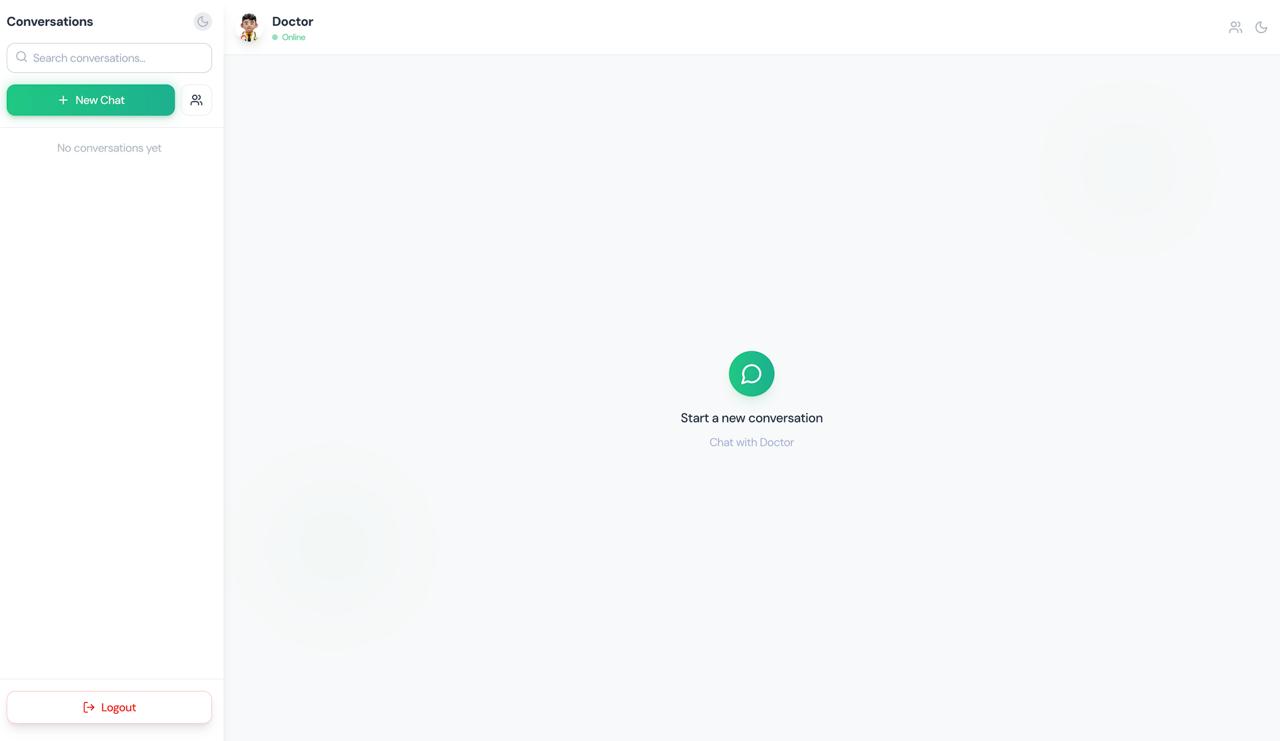 Conversations
Search conversations...
New Chat
No conversations yet
Logout
Doctor
Online
Start a new conversation
Chat with Doctor